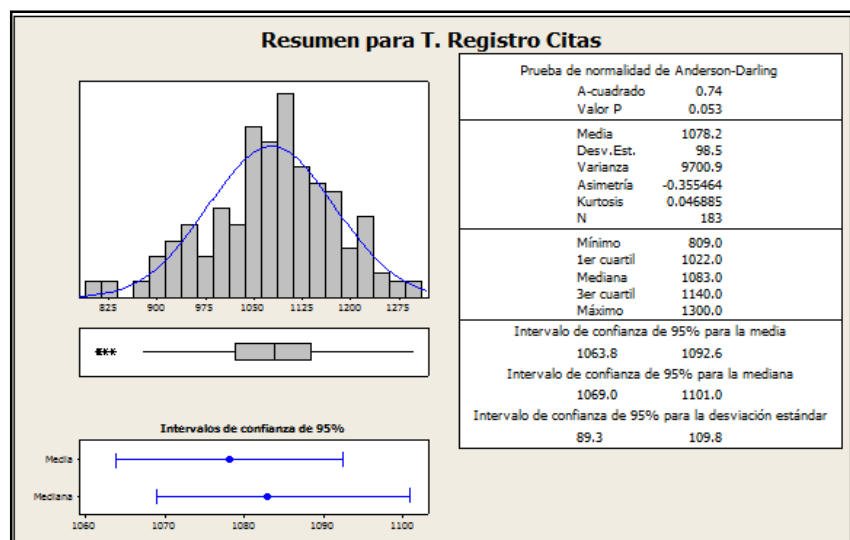 Resumen para T. Registro Citas
825 900 975 1050 1125 1200 1275
Intervalos de confianza de 95%
Media
Mediana
1060 1070 1080 1090 1100
Prueba de normalidad de Anderson-Darling
A-cuadrado 0.74
Valor P 0.053
Media 1078.2
Desv.Est. 98.5
Varianza 9700.9
Asimetría -0.355464
Kurtosis 0.046885
N 183
Mínimo 809.0
1er cuartil 1022.0
Mediana 1083.0
3er cuartil 1140.0
Máximo 1300.0
Intervalo de confianza de 95% para la media
1063.8 1092.6
Intervalo de confianza de 95% para la mediana
1069.0 1101.0
Intervalo de confianza de 95% para la desviación estándar
89.3 109.8